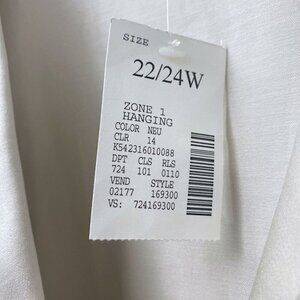 SIZE
22/24W
ZONE 1
HANGING
COLOR NEU
CLR 14
K542316010088
DPT CLS RLS
724 101 0110
VEND STYLE
02177 169300
VS: 724169300